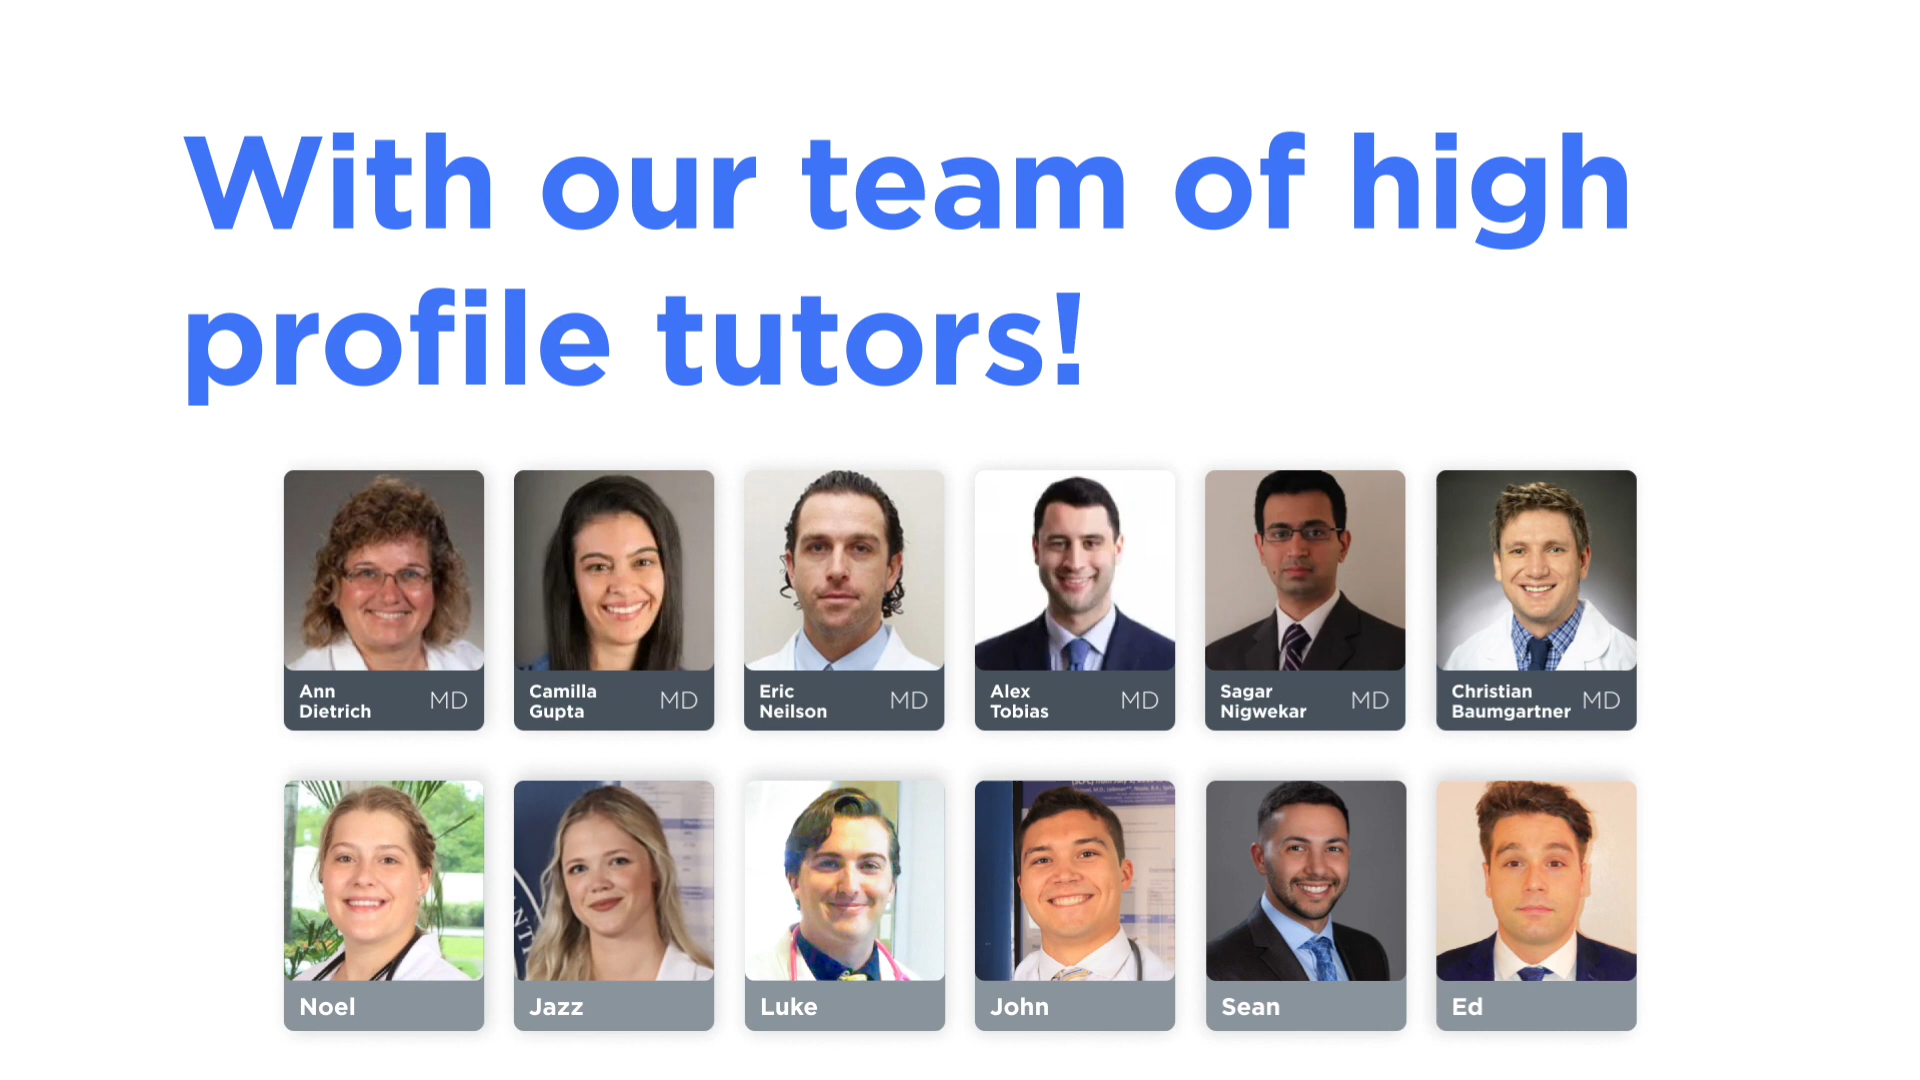 With our team of high
profile tutors!
Ann
Dietrich
MD
Camilla
Gupta
MD
Eric
Neilson
MD
Alex
Tobias
MD
Sagar
Nigwekar
MD
Christian
Baumgartner
MD
Noel
Jazz
Luke
John
Sean
Ed